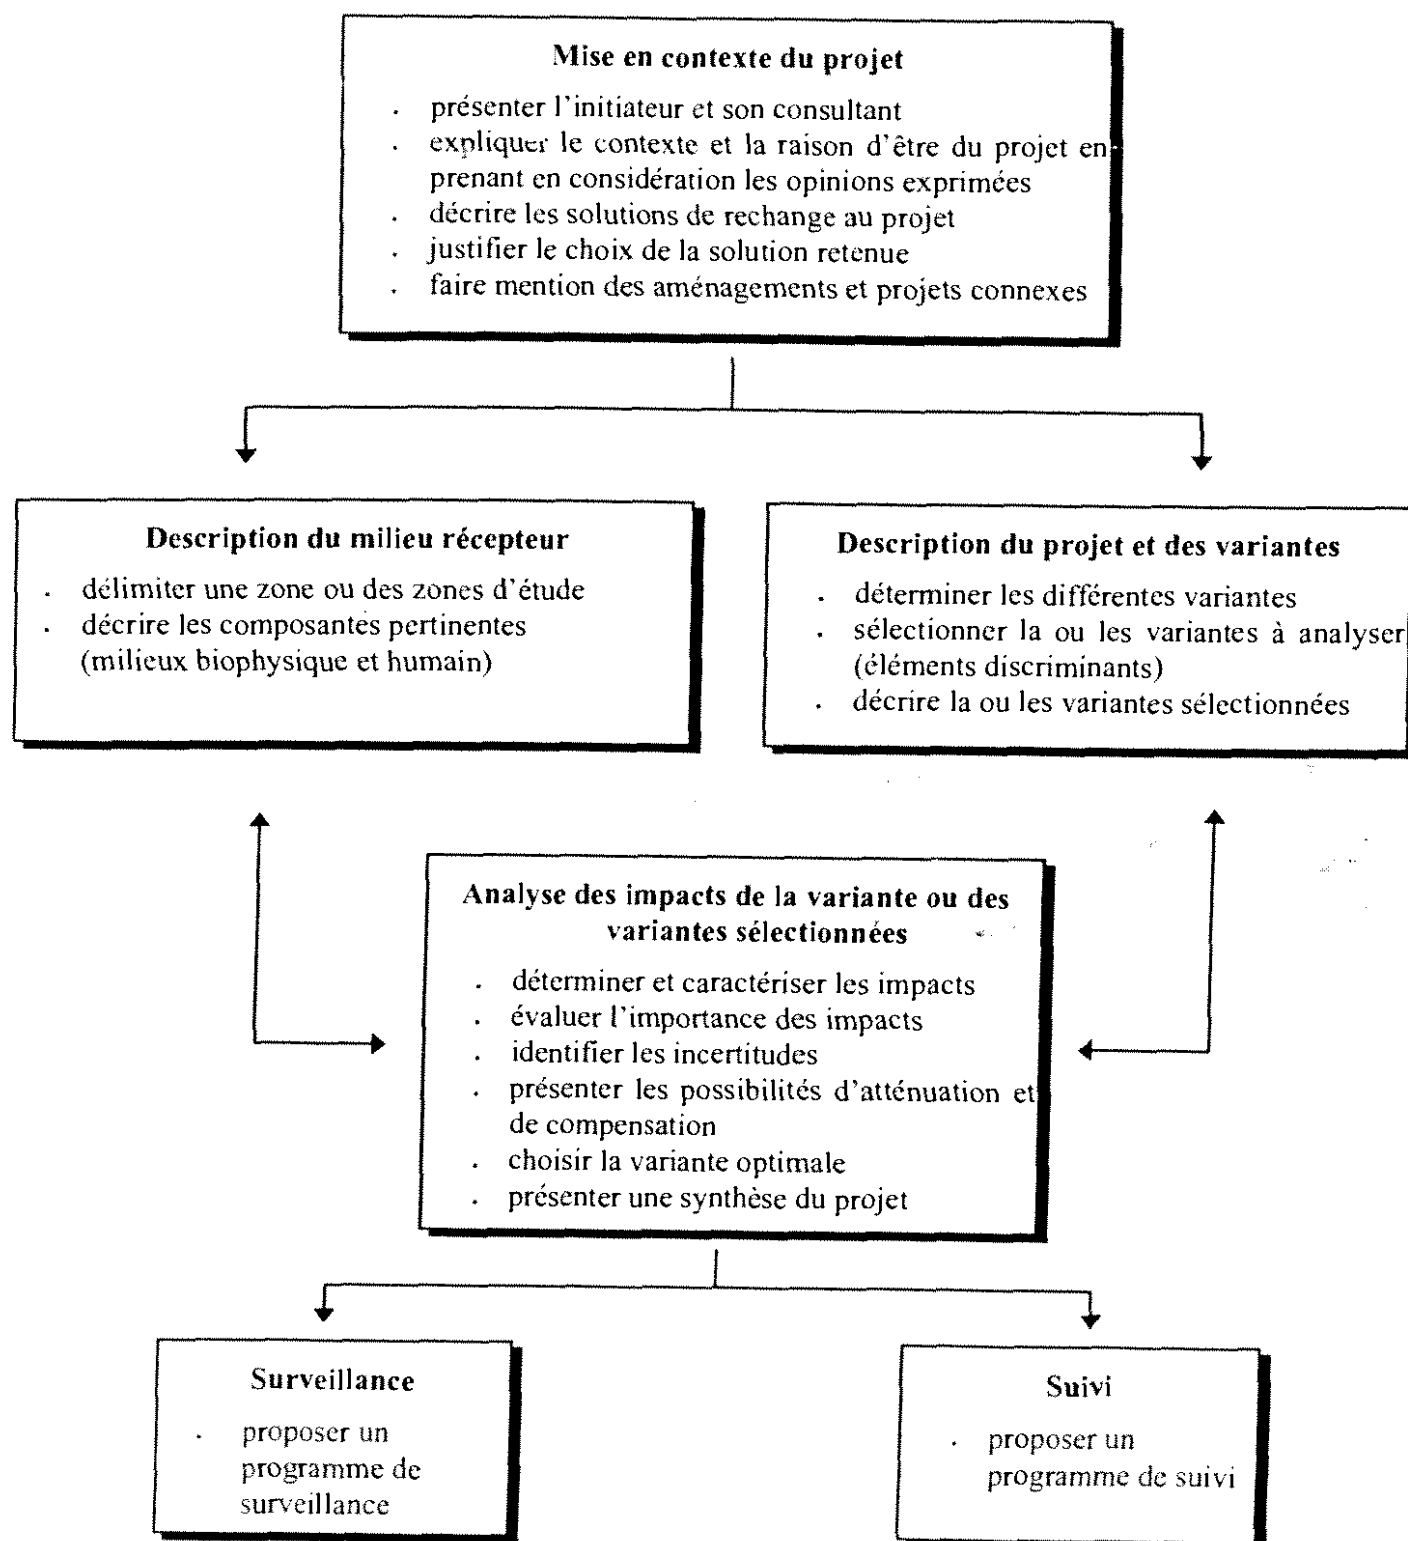 Mise en contexte du projet
. présenter l'initiateur et son consultant
. expliquer le contexte et la raison d'être du projet en
prenant en considération les opinions exprimées
. décrire les solutions de rechange au projet
. justifier le choix de la solution retenue
. faire mention des aménagements et projets connexes
Description du milieu récepteur
. délimiter une zone ou des zones d'étude
. décrire les composantes pertinentes
(milieux biophysique et humain)
Description du projet et des variantes
. déterminer les différentes variantes
. sélectionner la ou les variantes à analyser
(éléments discriminants)
. décrire la ou les variantes sélectionnées
Analyse des impacts de la variante ou des
variantes sélectionnées
. déterminer et caractériser les impacts
. évaluer l'importance des impacts
. identifier les incertitudes
. présenter les possibilités d'atténuation et
de compensation
. choisir la variante optimale
. présenter une synthèse du projet
Surveillance
. proposer un
programme de
surveillance
Suivi
. proposer un
programme de suivi